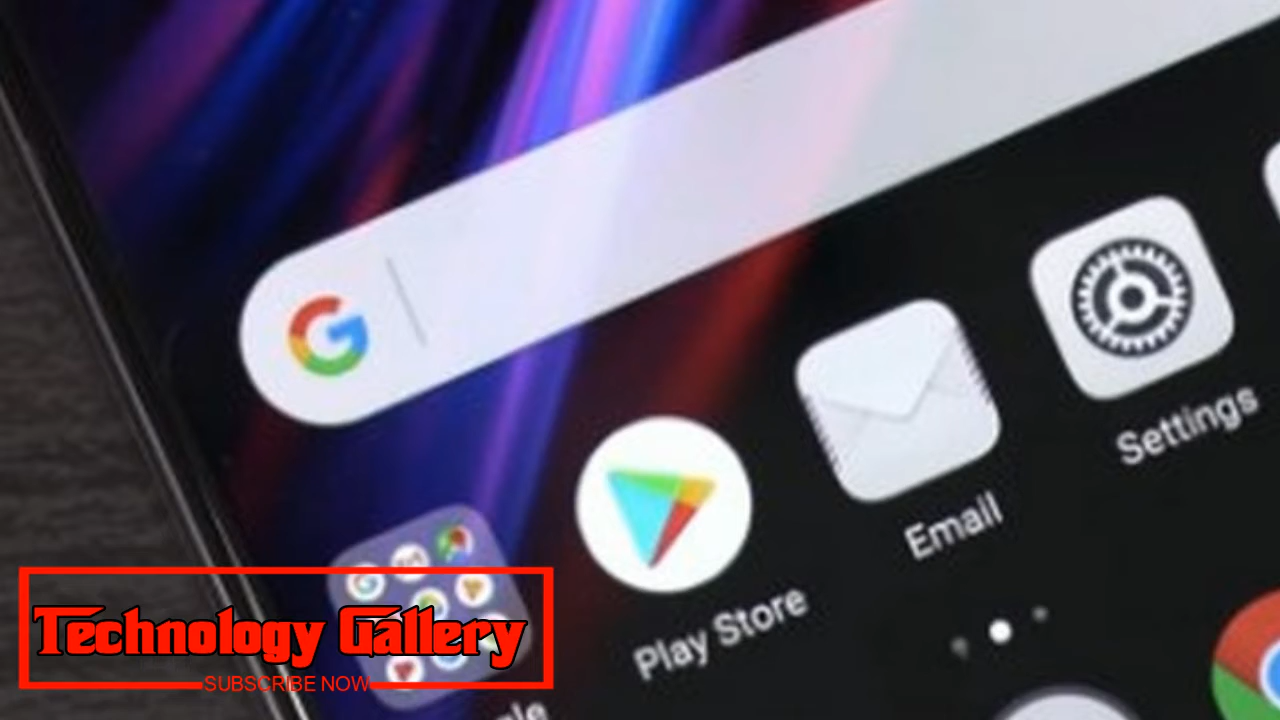 G
Settings
Email
Play Store
Technology Gallery
SUBSCRIBE NOW